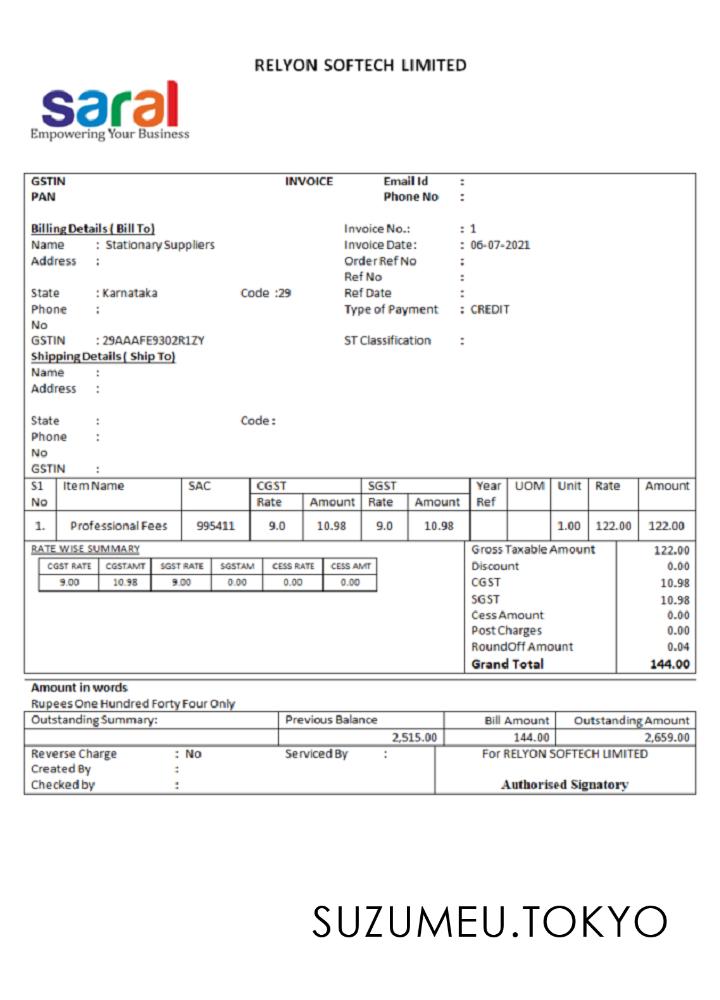 RELYON SOFTECH LIMITED
saral
Empowering Your Business
GSTIN INVOICE Email Id :
PAN Phone No :
Billing Details ( Bill To)
Name : Stationary Suppliers
Address :
State : Karnataka Code :29
Phone No :
GSTIN : 29AAAFE9302R1ZY
Invoice No.: : 1
Invoice Date: : 06-07-2021
Order Ref No :
Ref No :
Ref Date :
Type of Payment : CREDIT
ST Classification :
Shipping Details ( Ship To)
Name :
Address :
State : Code :
Phone No :
GSTIN :
S1 No Item Name SAC CGST SGST Year Ref UOM Unit Rate Amount
Rate Amount Rate Amount
1. Professional Fees 995411 9.0 10.98 9.0 10.98 1.00 122.00 122.00
RATE WISE SUMMARY
CGST RATE CGSTAMT SGST RATE SGSTAM CESS RATE CESS AMT
9.00 10.98 9.00 0.00 0.00 0.00
Gross Taxable Amount 122.00
Discount 0.00
CGST 10.98
SGST 10.98
Cess Amount 0.00
Post Charges 0.00
RoundOff Amount 0.04
Grand Total 144.00
Amount in words
Rupees One Hundred Forty Four Only
Outstanding Summary: Previous Balance Bill Amount Outstanding Amount
2,515.00 144.00 2,659.00
Reverse Charge : No Serviced By : For RELYON SOFTECH LIMITED
Created By :
Checked by : Authorised Signatory
SUZUMEU.TOKYO